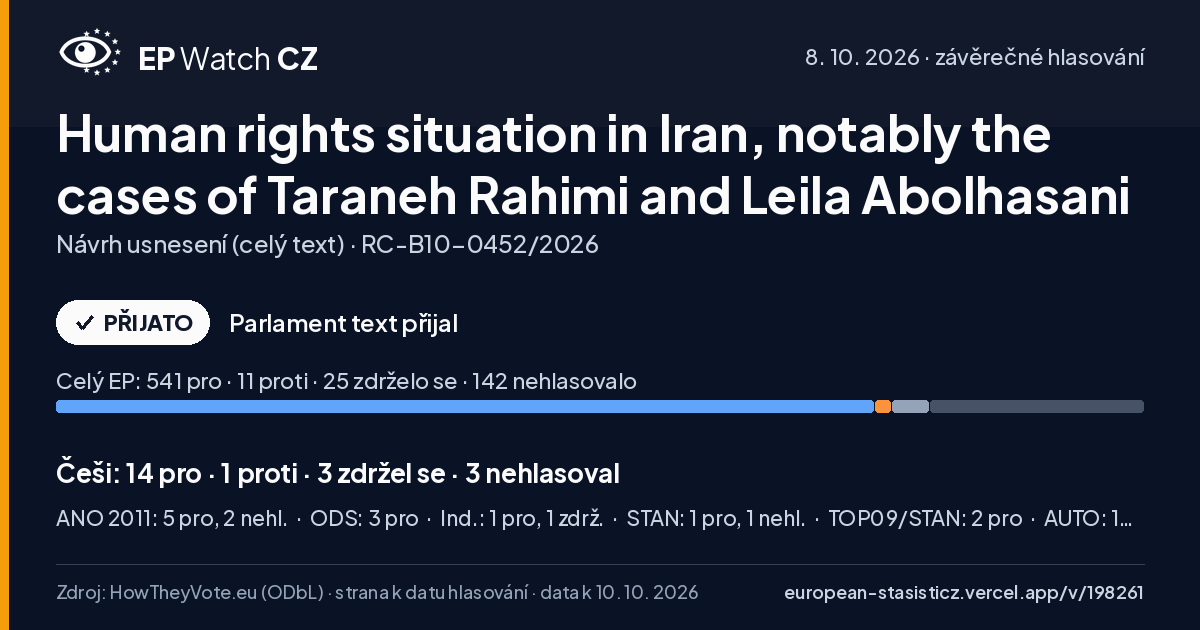 EP Watch CZ
8. 10. 2026 · závěrečné hlasování
Human rights situation in Iran, notably the
cases of Taraneh Rahimi and Leila Abolhasani
Návrh usnesení (celý text) · RC-B10-0452/2026
✓ PŘIJATO
Parlament text přijal
Celý EP: 541 pro · 11 proti · 25 zdrželo se · 142 nehlasovalo
Češi: 14 pro · 1 proti · 3 zdržel se · 3 nehlasoval
ANO 2011: 5 pro, 2 nehl. · ODS: 3 pro · Ind.: 1 pro, 1 zdrž. · STAN: 1 pro, 1 nehl. · TOP09/STAN: 2 pro · AUTO: 1…
Zdroj: HowTheyVote.eu (ODbL) · strana k datu hlasování · data k 10. 10. 2026
european-stasisticz.vercel.app/v/198261